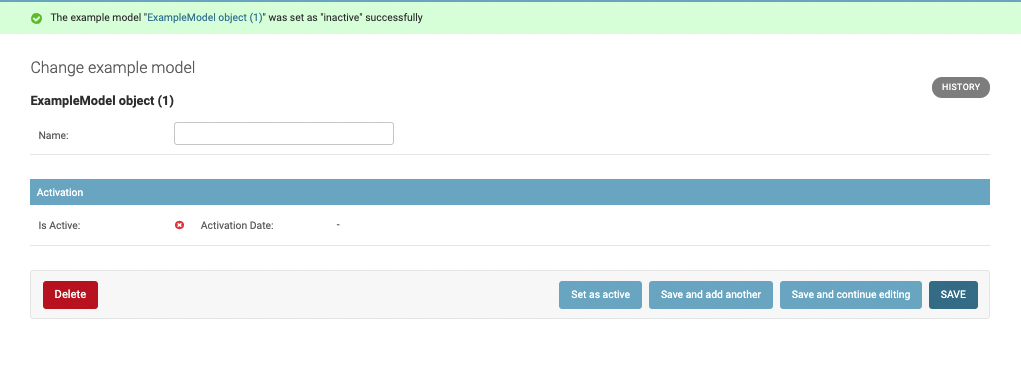 The example model "ExampleModel object (1)" was set as "inactive" successfully
Change example model
HISTORY
ExampleModel object (1)
Name:
Activation
Is Active: Activation Date: -
Delete Set as active Save and add another Save and continue editing SAVE